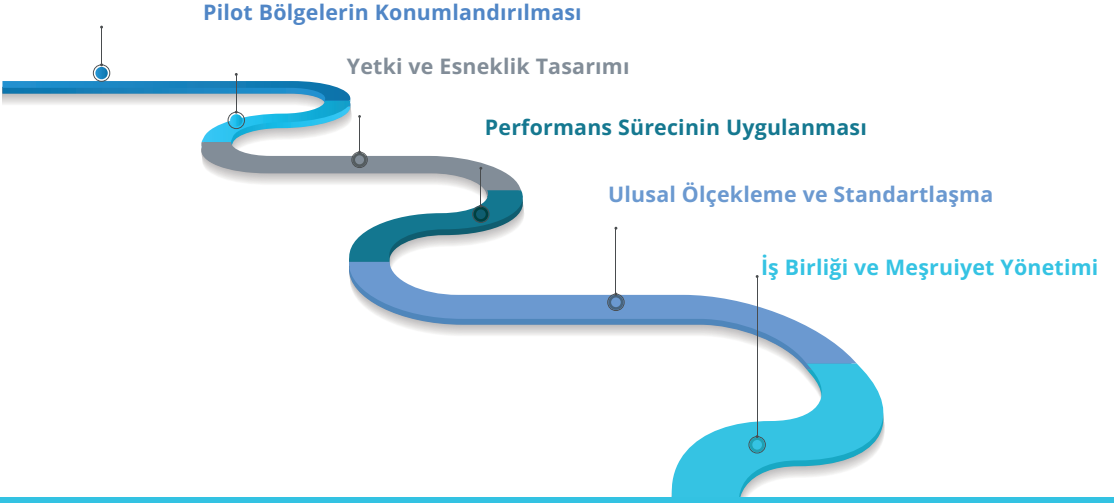 Pilot Bölgelerin Konumlandırılması
Yetki ve Esneklik Tasarımı
Performans Sürecinin Uygulanması
Ulusal Ölçekleme ve Standartlaşma
İş Birliği ve Meşruiyet Yönetimi